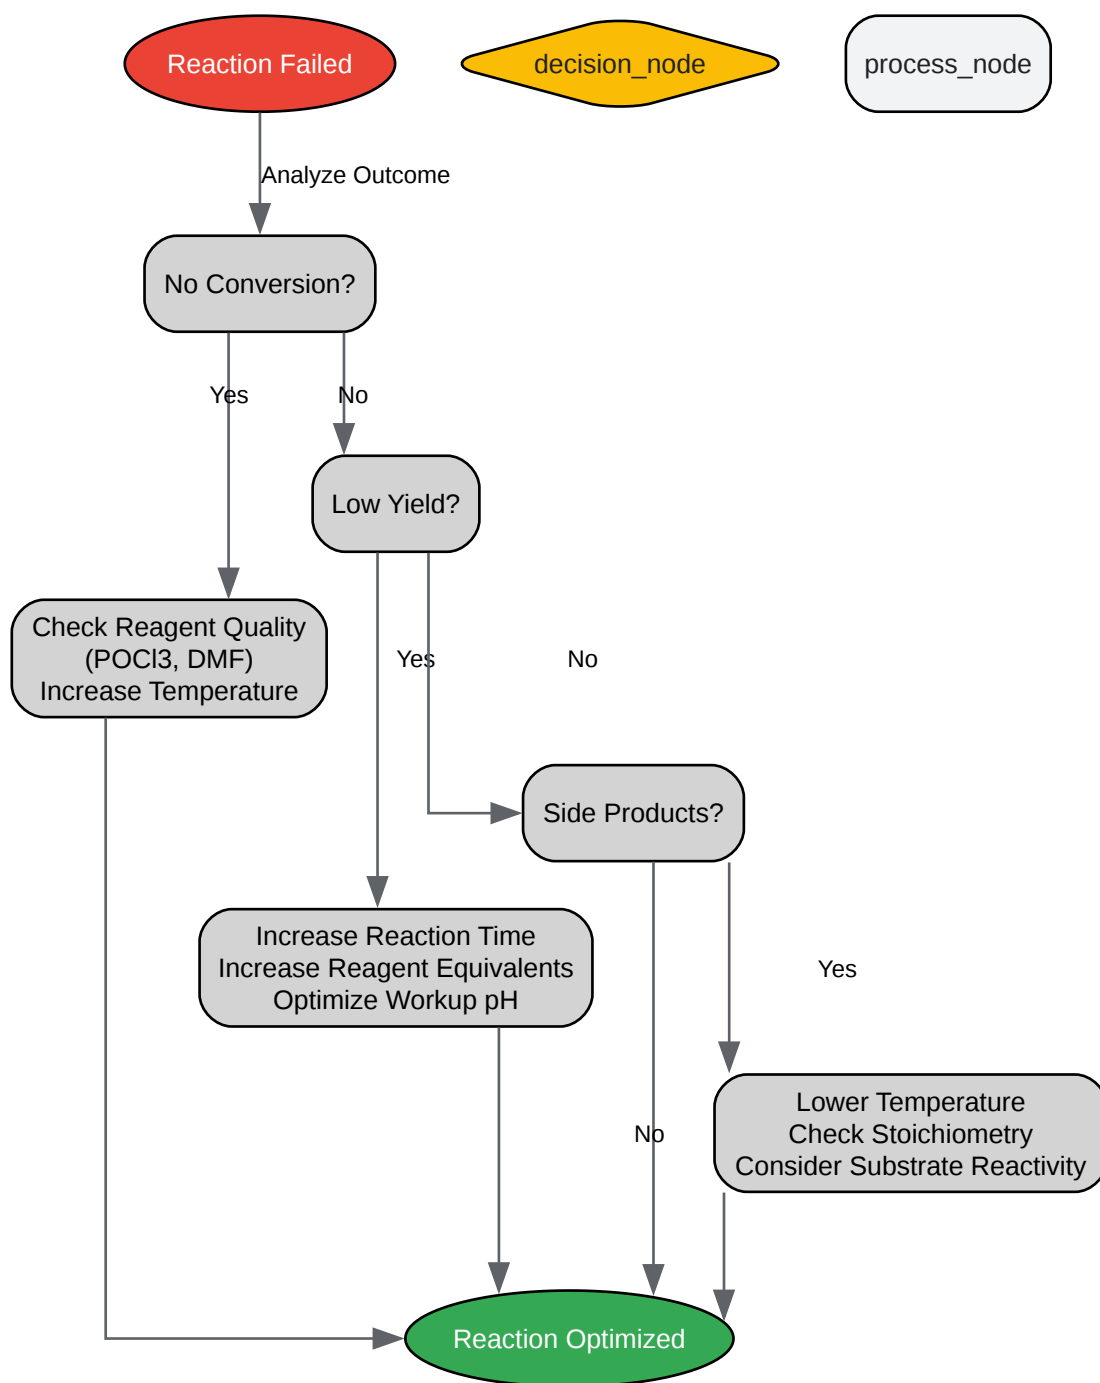 Reaction Failed
decision_node
process_node
Analyze Outcome
No Conversion?
Yes
No
Low Yield?
Check Reagent Quality
(POCl3, DMF)
Increase Temperature
Yes
No
Side Products?
Increase Reaction Time
Increase Reagent Equivalents
Optimize Workup pH
Yes
Lower Temperature
Check Stoichiometry
Consider Substrate Reactivity
No
Reaction Optimized